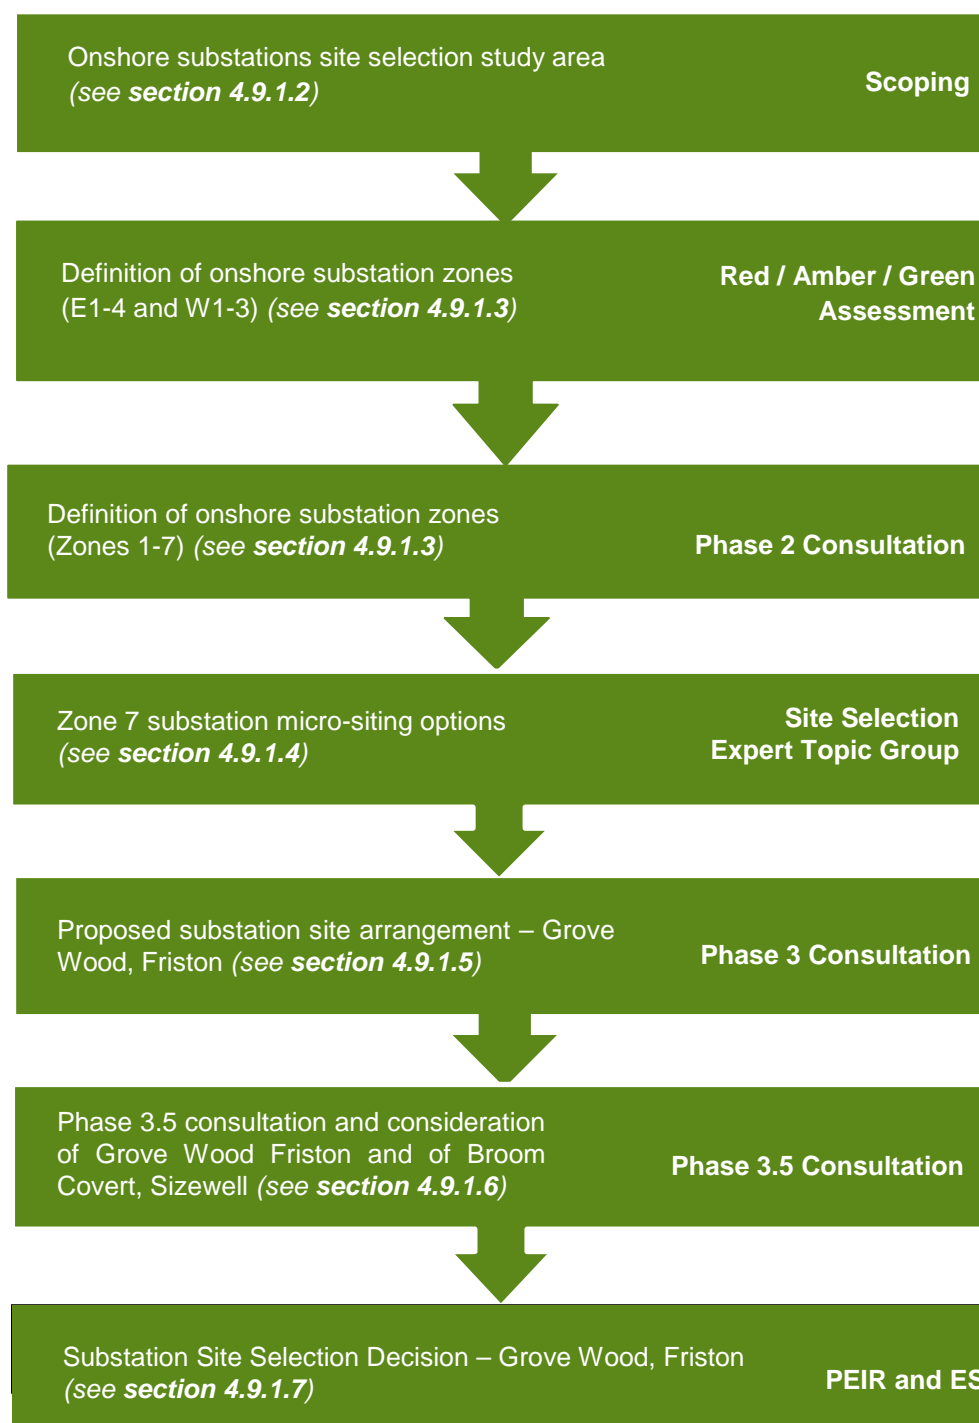 Onshore substations site selection study area
(see section 4.9.1.2)
Scoping
Definition of onshore substation zones
(E1-4 and W1-3) (see section 4.9.1.3)
Red / Amber / Green
Assessment
Definition of onshore substation zones
(Zones 1-7) (see section 4.9.1.3)
Phase 2 Consultation
Zone 7 substation micro-siting options
(see section 4.9.1.4)
Site Selection
Expert Topic Group
Proposed substation site arrangement – Grove
Wood, Friston (see section 4.9.1.5)
Phase 3 Consultation
Phase 3.5 consultation and consideration
of Grove Wood Friston and of Broom
Covert, Sizewell (see section 4.9.1.6)
Phase 3.5 Consultation
Substation Site Selection Decision – Grove Wood, Friston
(see section 4.9.1.7)
PEIR and ES